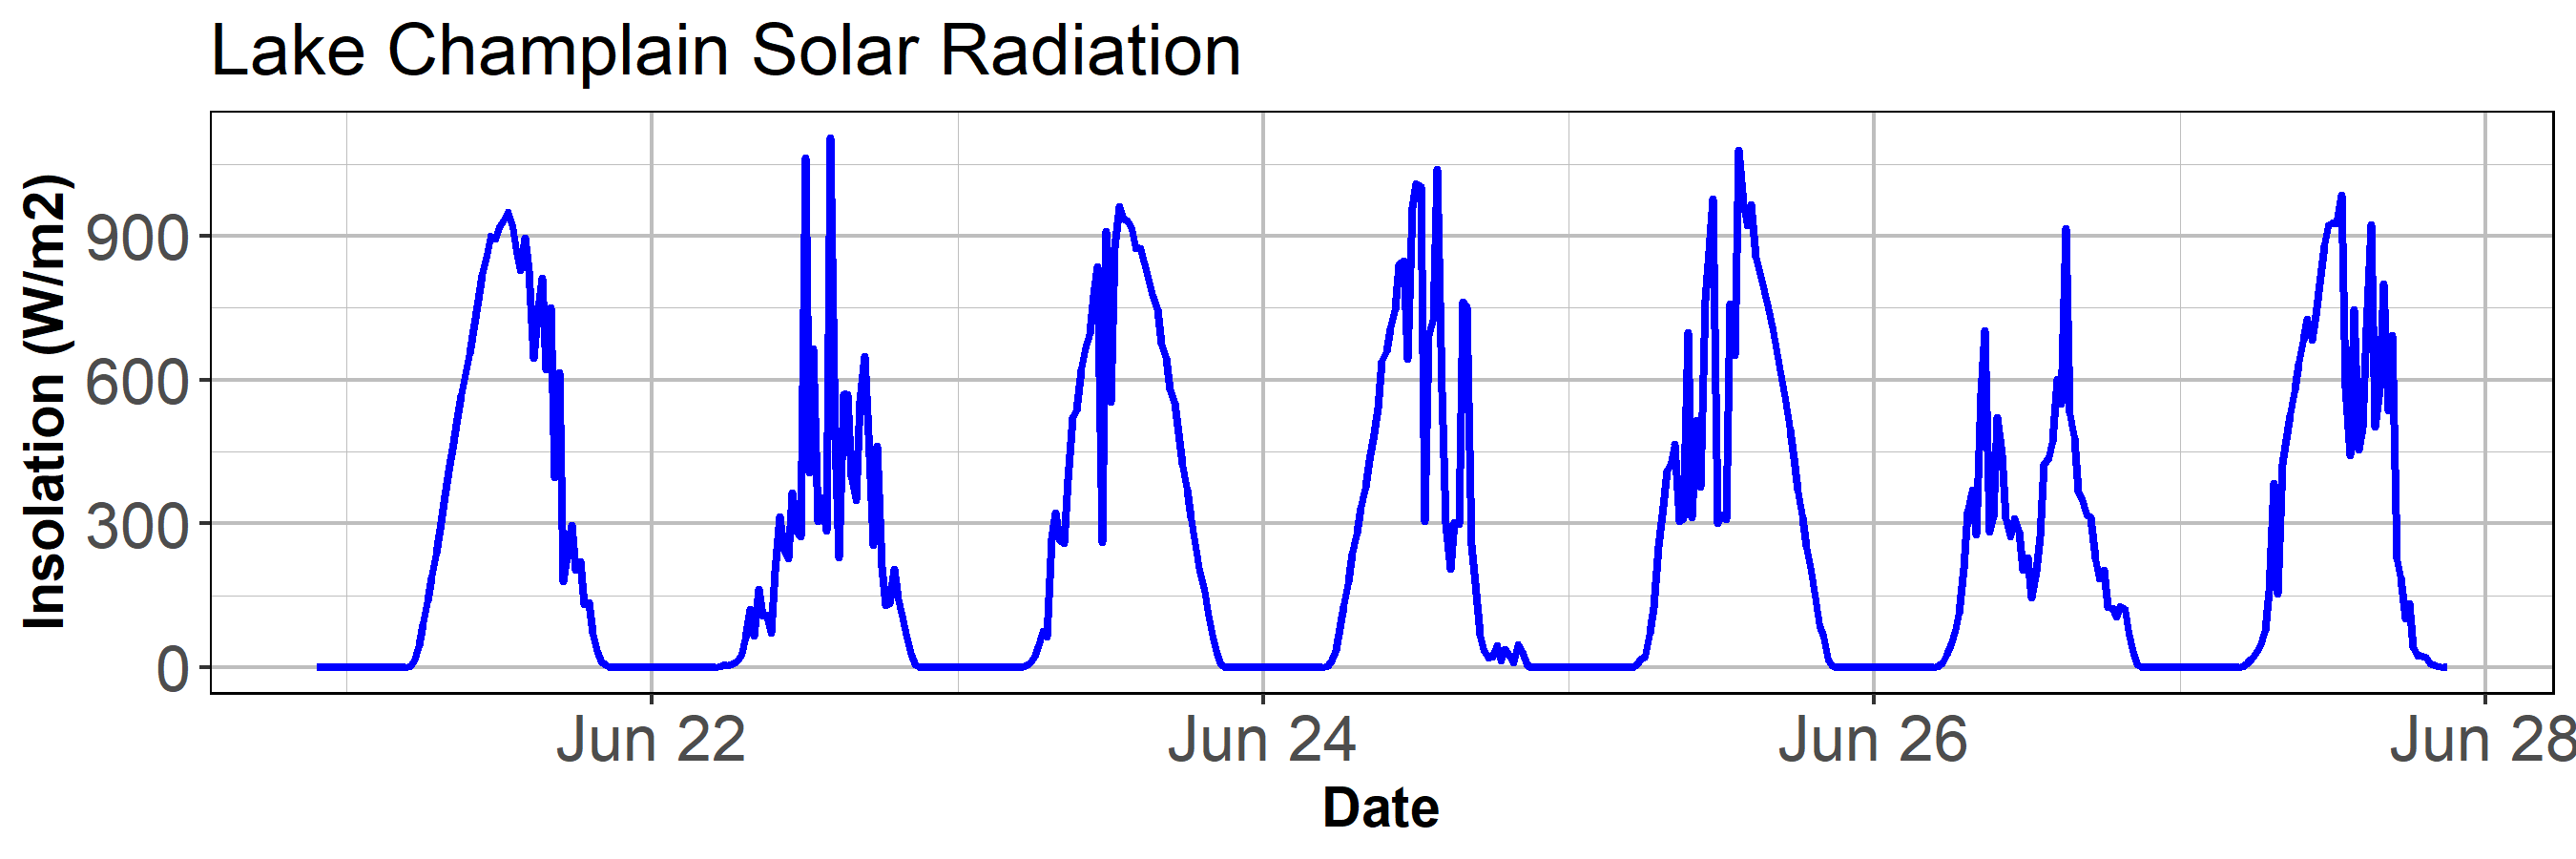 Lake Champlain Solar Radiation
Insolation (W/m2)
900
600
300
0
Jun 22
Jun 24
Jun 26
Jun 28
Date